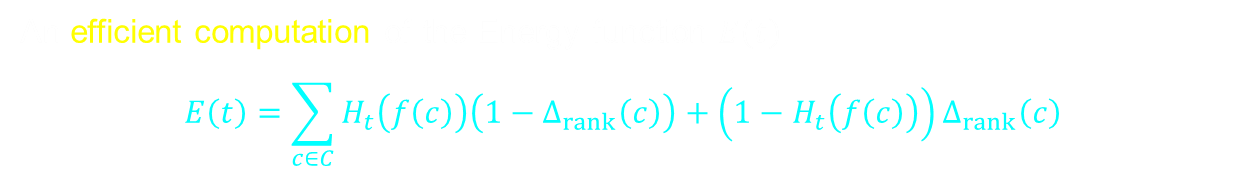 efficient computation
E(t) = ∑_{c∈C} H_t(f(c))(1 − Δ_rank(c)) + (1 − H_t(f(c))) Δ_rank(c)